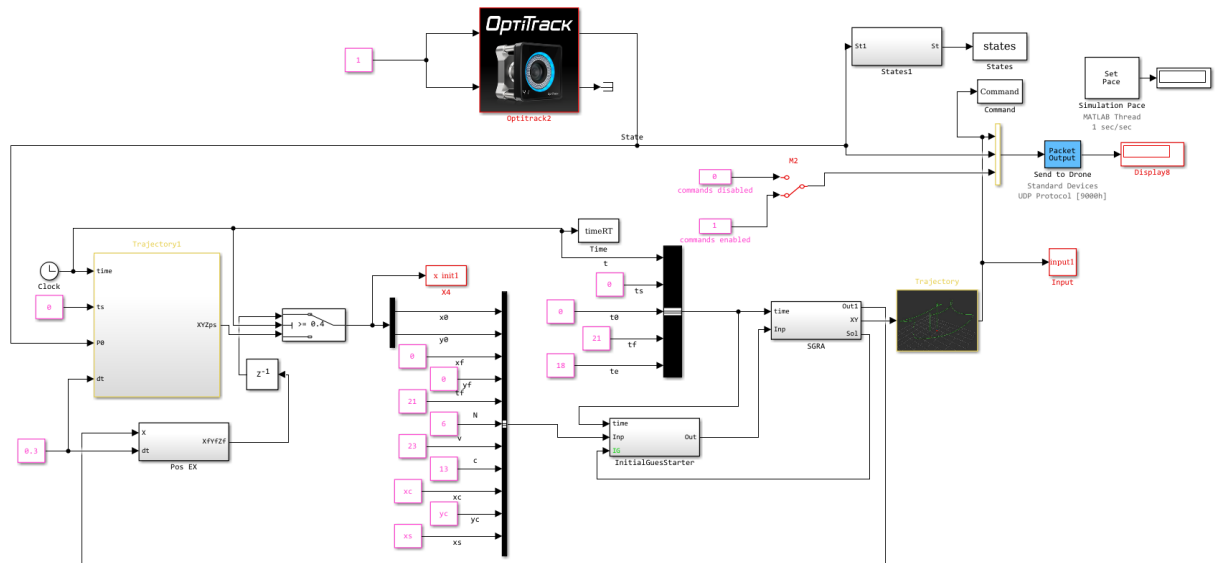 OPTITRACK
1
Optitrack2
St1
St
States1
states
States
Set
Pace
Simulation Pace
MATLAB Thread
1 sec/sec
Command
Command
State
M2
0
commands disabled
1
commands enabled
Packet
Output
Send to Drone
Standard Devices
UDP Protocol [9000h]
Display8
Trajectory1
time
ts
P0
dt
XYZps
Clock
0
>= 0.4
z-1
0.3
X
dt
XfYfZf
Pos EX
x init1
X4
timeRT
Time
t
0
ts
0
t0
21
tf
18
te
x0
y0
0
xf
0
yf
21
tf
6
N
23
v
13
c
xc
xc
yc
yc
xs
xs
time
Inp
Out1
XY
Sol
SGRA
time
Inp
IG
Out
InitialGuesStarter
Trajectory
input1
Input